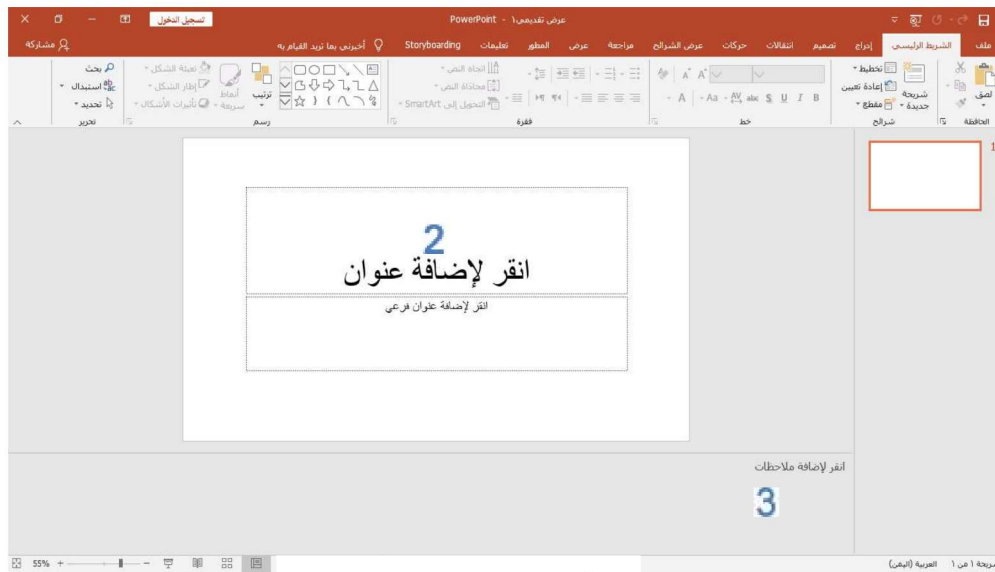 عرض تقديمي١ - PowerPoint
تسجيل الدخول
ملف الشريط الرئيسي إدراج تصميم انتقالات حركات عرض الشرائح مراجعة عرض المطور تعليمات Storyboarding أخبرني بما تريد القيام به
مشاركة
لصق
الحافظة
شريحة جديدة
تخطيط
إعادة تعيين
مقطع
شرائح
B I U S abc AV Aa A
A A
خط
اتجاه النص
محاذاة النص
التحويل إلى SmartArt
فقرة
ترتيب
أنماط سريعة
تعبئة الشكل
إطار الشكل
تأثيرات الأشكال
رسم
بحث
استبدال
تحديد
تحرير
1
2
انقر لإضافة عنوان
انقر لإضافة عنوان فرعي
انقر لإضافة ملاحظات
3
شريحة ١ من ١ العربية (اليمن)
55%